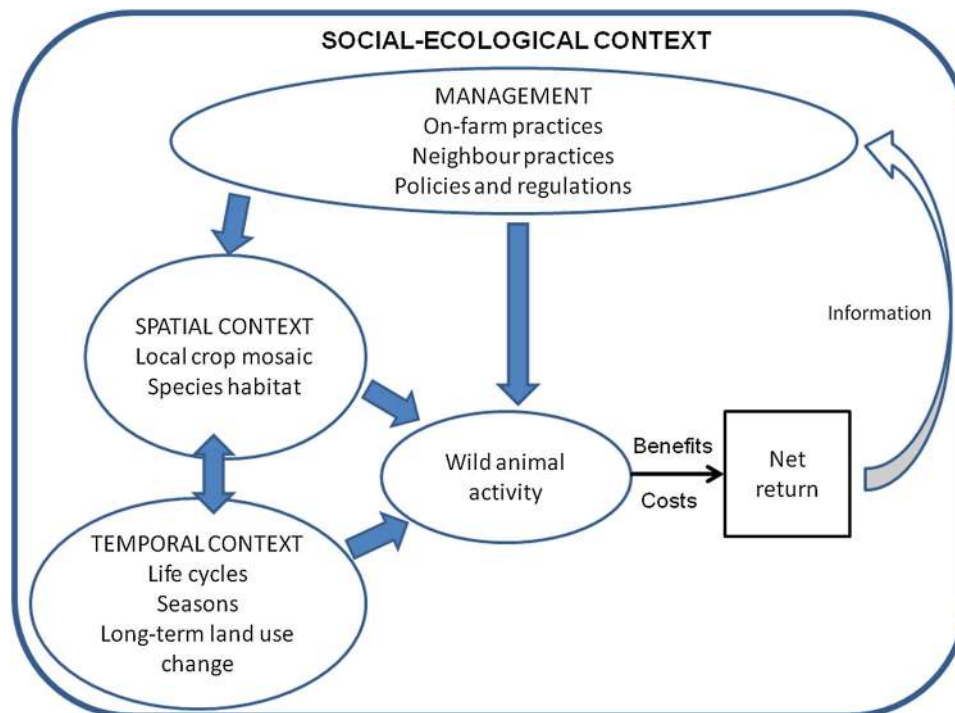 SOCIAL-ECOLOGICAL CONTEXT
MANAGEMENT
On-farm practices
Neighbour practices
Policies and regulations
SPATIAL CONTEXT
Local crop mosaic
Species habitat
Information
Wild animal
activity
Benefits
Costs
Net
return
TEMPORAL CONTEXT
Life cycles
Seasons
Long-term land use
change